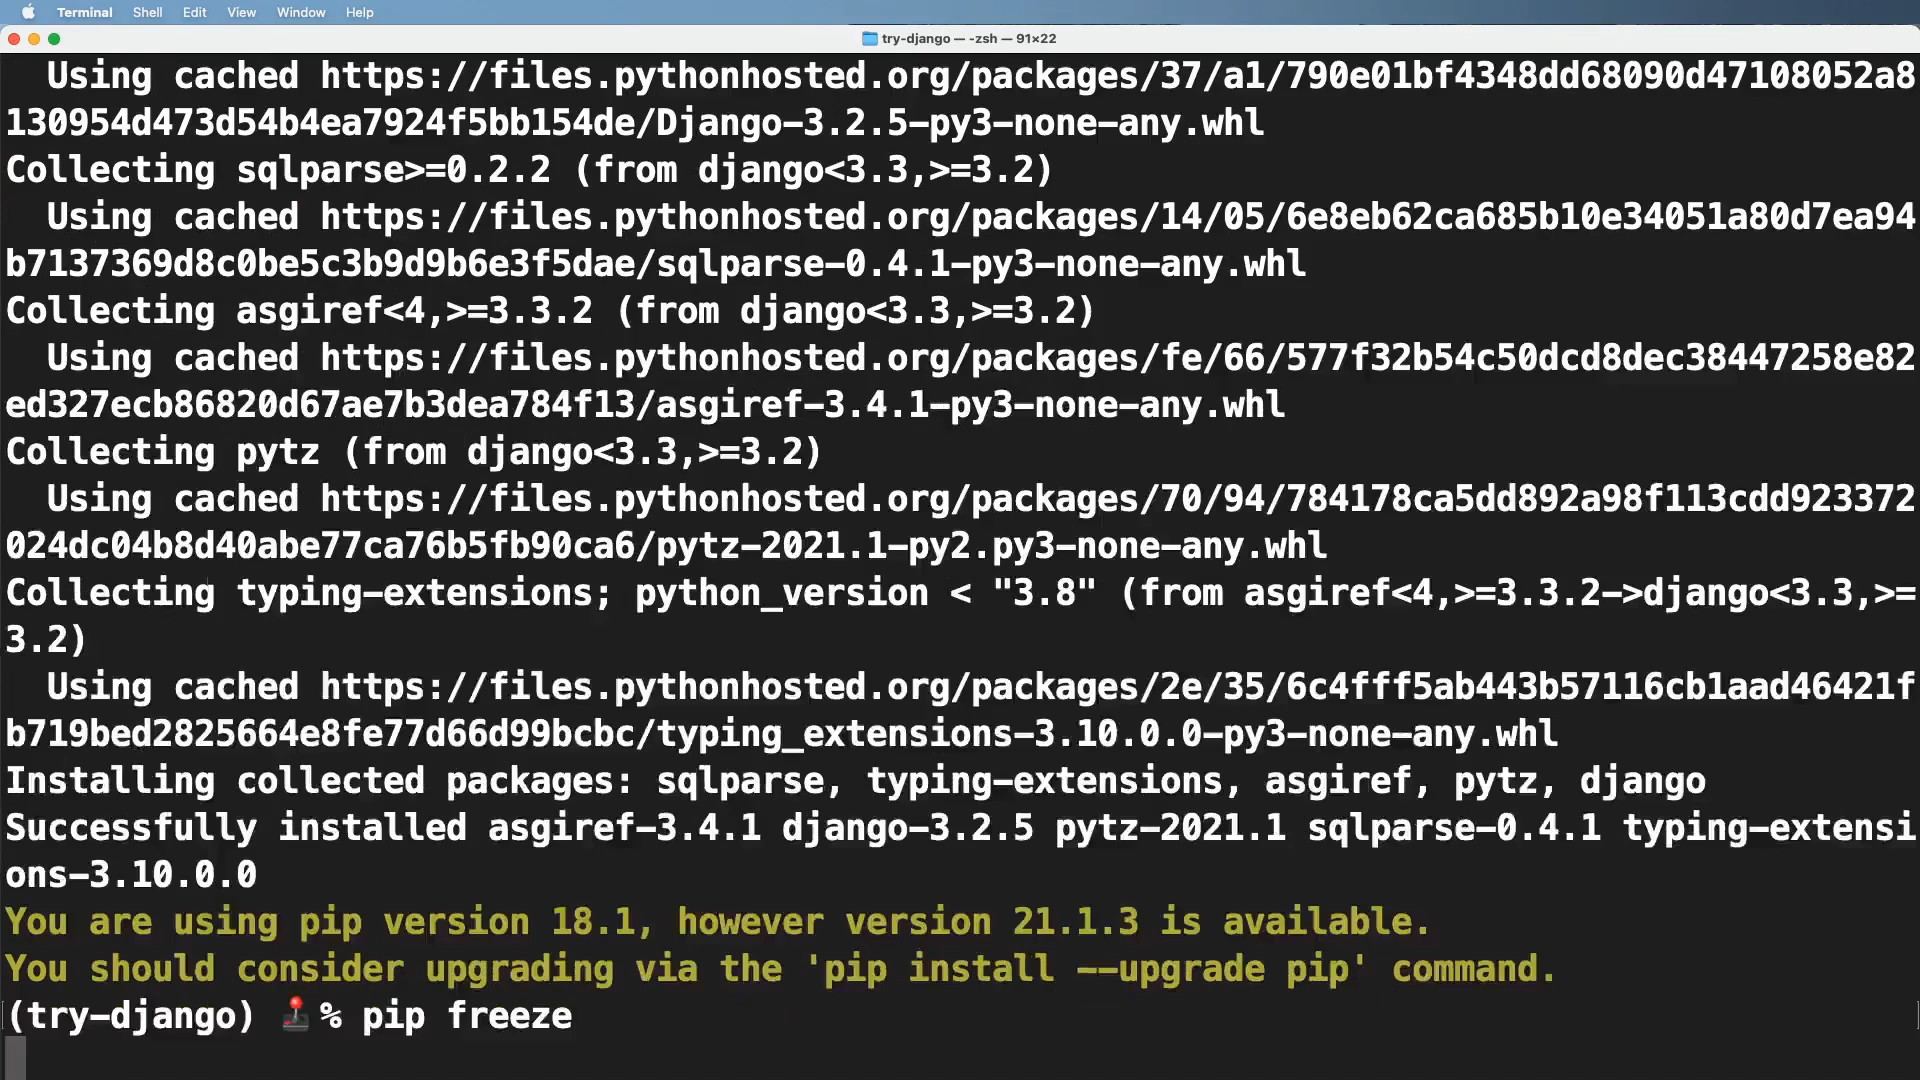 Terminal Shell Edit View Window Help
try-django — -zsh — 91×22
Using cached https://files.pythonhosted.org/packages/37/a1/790e01bf4348dd68090d47108052a8
130954d473d54b4ea7924f5bb154de/Django-3.2.5-py3-none-any.whl
Collecting sqlparse>=0.2.2 (from django<3.3,>=3.2)
Using cached https://files.pythonhosted.org/packages/14/05/6e8eb62ca685b10e34051a80d7ea94
b7137369d8c0be5c3b9d9b6e3f5dae/sqlparse-0.4.1-py3-none-any.whl
Collecting asgiref<4,>=3.3.2 (from django<3.3,>=3.2)
Using cached https://files.pythonhosted.org/packages/fe/66/577f32b54c50dcd8dec38447258e82
ed327ecb86820d67ae7b3dea784f13/asgiref-3.4.1-py3-none-any.whl
Collecting pytz (from django<3.3,>=3.2)
Using cached https://files.pythonhosted.org/packages/70/94/784178ca5dd892a98f113cdd923372
024dc04b8d40abe77ca76b5fb90ca6/pytz-2021.1-py2.py3-none-any.whl
Collecting typing-extensions; python_version < "3.8" (from asgiref<4,>=3.3.2->django<3.3,>=
3.2)
Using cached https://files.pythonhosted.org/packages/2e/35/6c4fff5ab443b57116cb1aad46421f
b719bed2825664e8fe77d66d99bcbc/typing_extensions-3.10.0.0-py3-none-any.whl
Installing collected packages: sqlparse, typing-extensions, asgiref, pytz, django
Successfully installed asgiref-3.4.1 django-3.2.5 pytz-2021.1 sqlparse-0.4.1 typing-extensi
ons-3.10.0.0
You are using pip version 18.1, however version 21.1.3 is available.
You should consider upgrading via the 'pip install --upgrade pip' command.
(try-django) 🕹% pip freeze